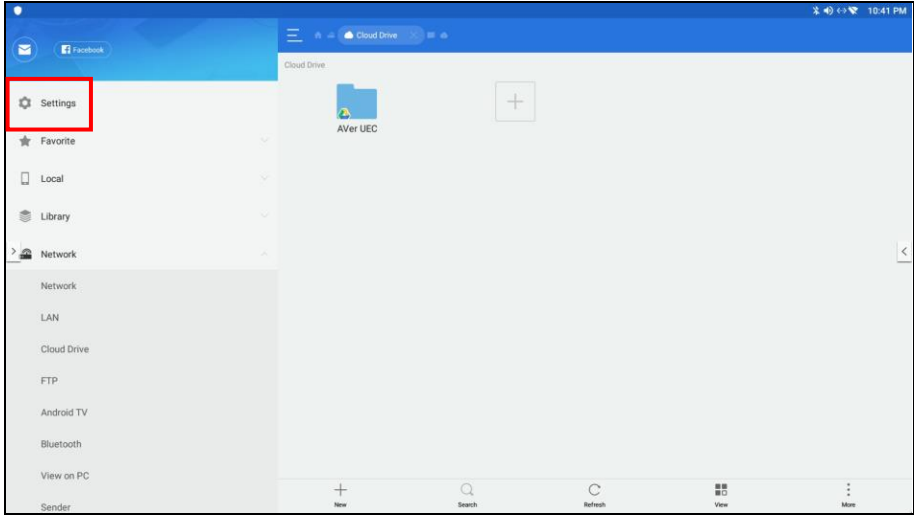 10:41 PM
Facebook
Cloud Drive
Settings
Favorite
Local
Library
Network
Network
LAN
Cloud Drive
FTP
Android TV
Bluetooth
View on PC
Sender
Cloud Drive
AVer UEC
New
Search
Refresh
View
More